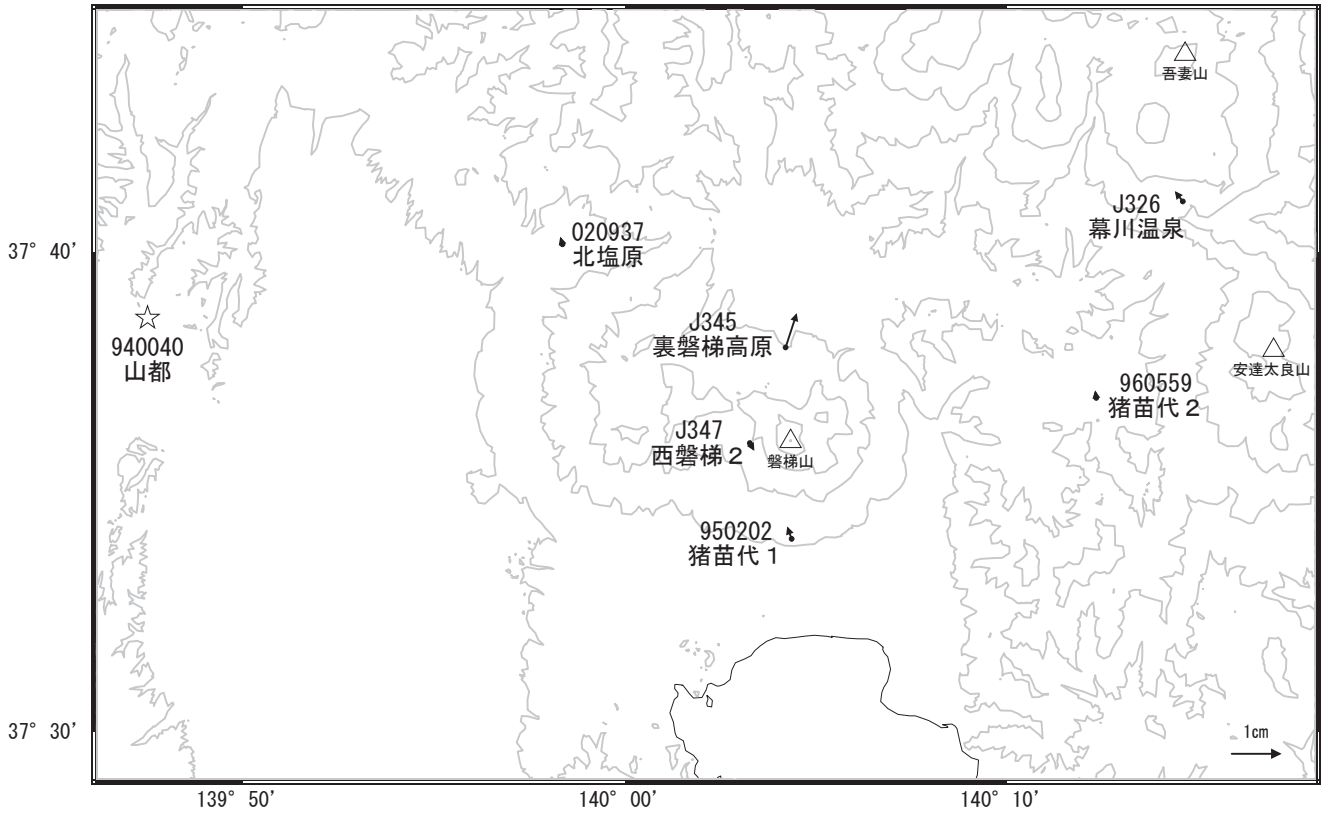 吾妻山
J326
幕川温泉
020937
北塩原
37° 40'
J345
裏磐梯高原
940040
山都
安達太良山
960559
猪苗代２
J347
西磐梯２
磐梯山
950202
猪苗代１
37° 30'
1cm
139° 50'
140° 00'
140° 10'